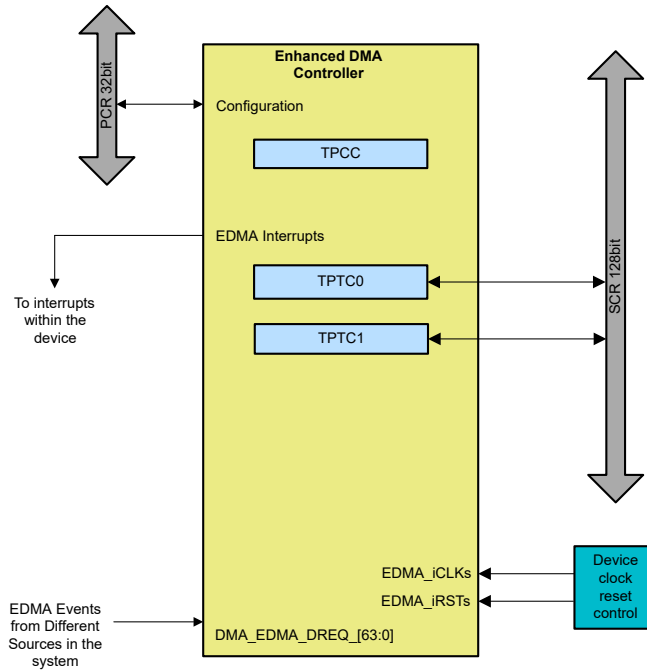 Enhanced DMA
Controller
PCR 32bit
Configuration
TPCC
EDMA Interrupts
To interrupts
within the
device
TPTC0
TPTC1
SCR 128bit
EDMA_iCLKs
EDMA_iRSTs
Device
clock
reset
control
EDMA Events
from Different
Sources in the
system
DMA_EDMA_DREQ_[63:0]